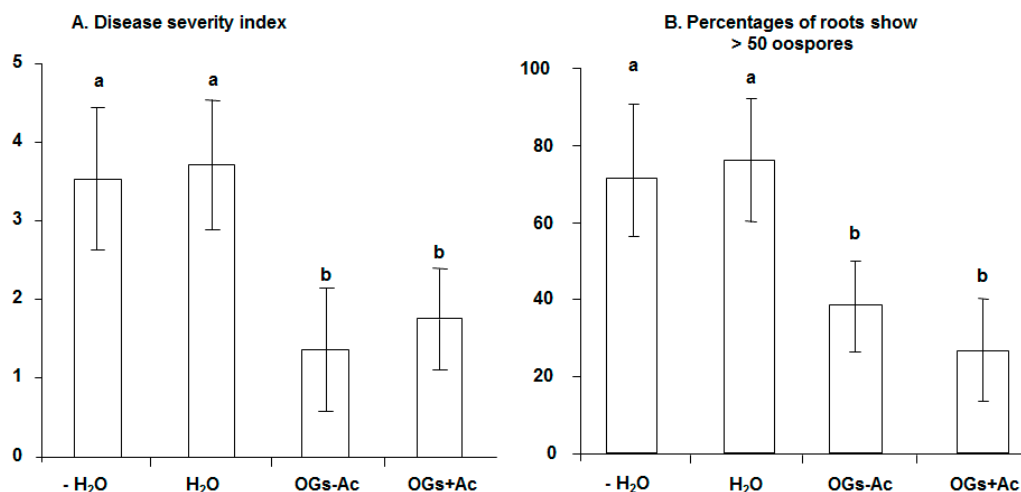 A. Disease severity index
5
4
3
2
1
0
a
a
b
b
- H₂O
H₂O
OGs-Ac
OGs+Ac
B. Percentages of roots show
> 50 oospores
100
80
60
40
20
0
a
a
b
b
- H₂O
H₂O
OGs-Ac
OGs+Ac